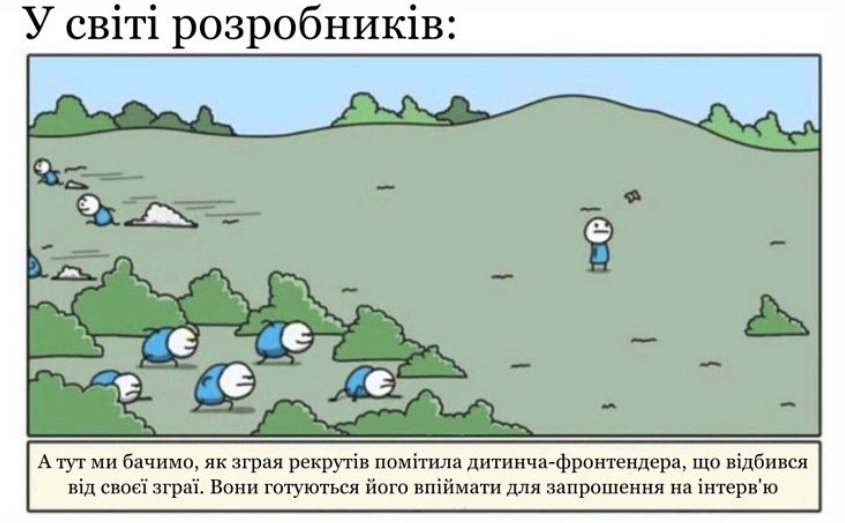 У світі розробників:
А тут ми бачимо, як зграя рекрутів помітила дитинча-фронтендера, що відбився
від своєї зграї. Вони готуються його впіймати для запрошення на інтерв'ю